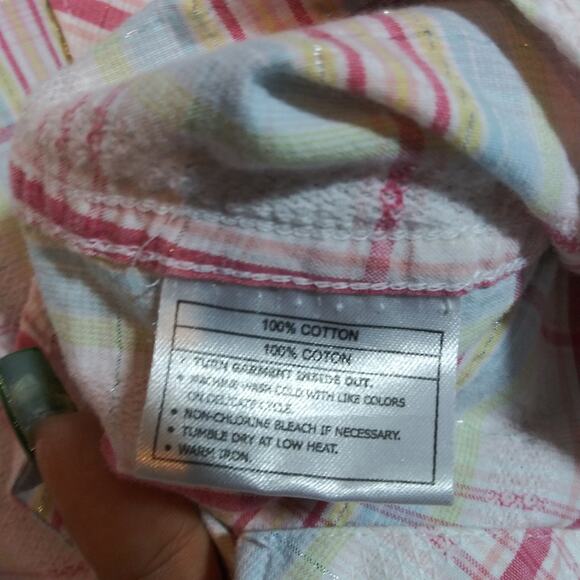 100% COTTON
100% COTON
• TURN GARMENT INSIDE OUT.
• MACHINE WASH COLD WITH LIKE COLORS
ON DELICATE CYCLE.
• NON-CHLORINE BLEACH IF NECESSARY.
• TUMBLE DRY AT LOW HEAT.
• WARM IRON.